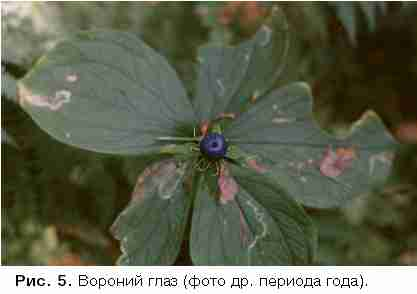 Рис. 5. Вороний глаз (фото др. периода года).